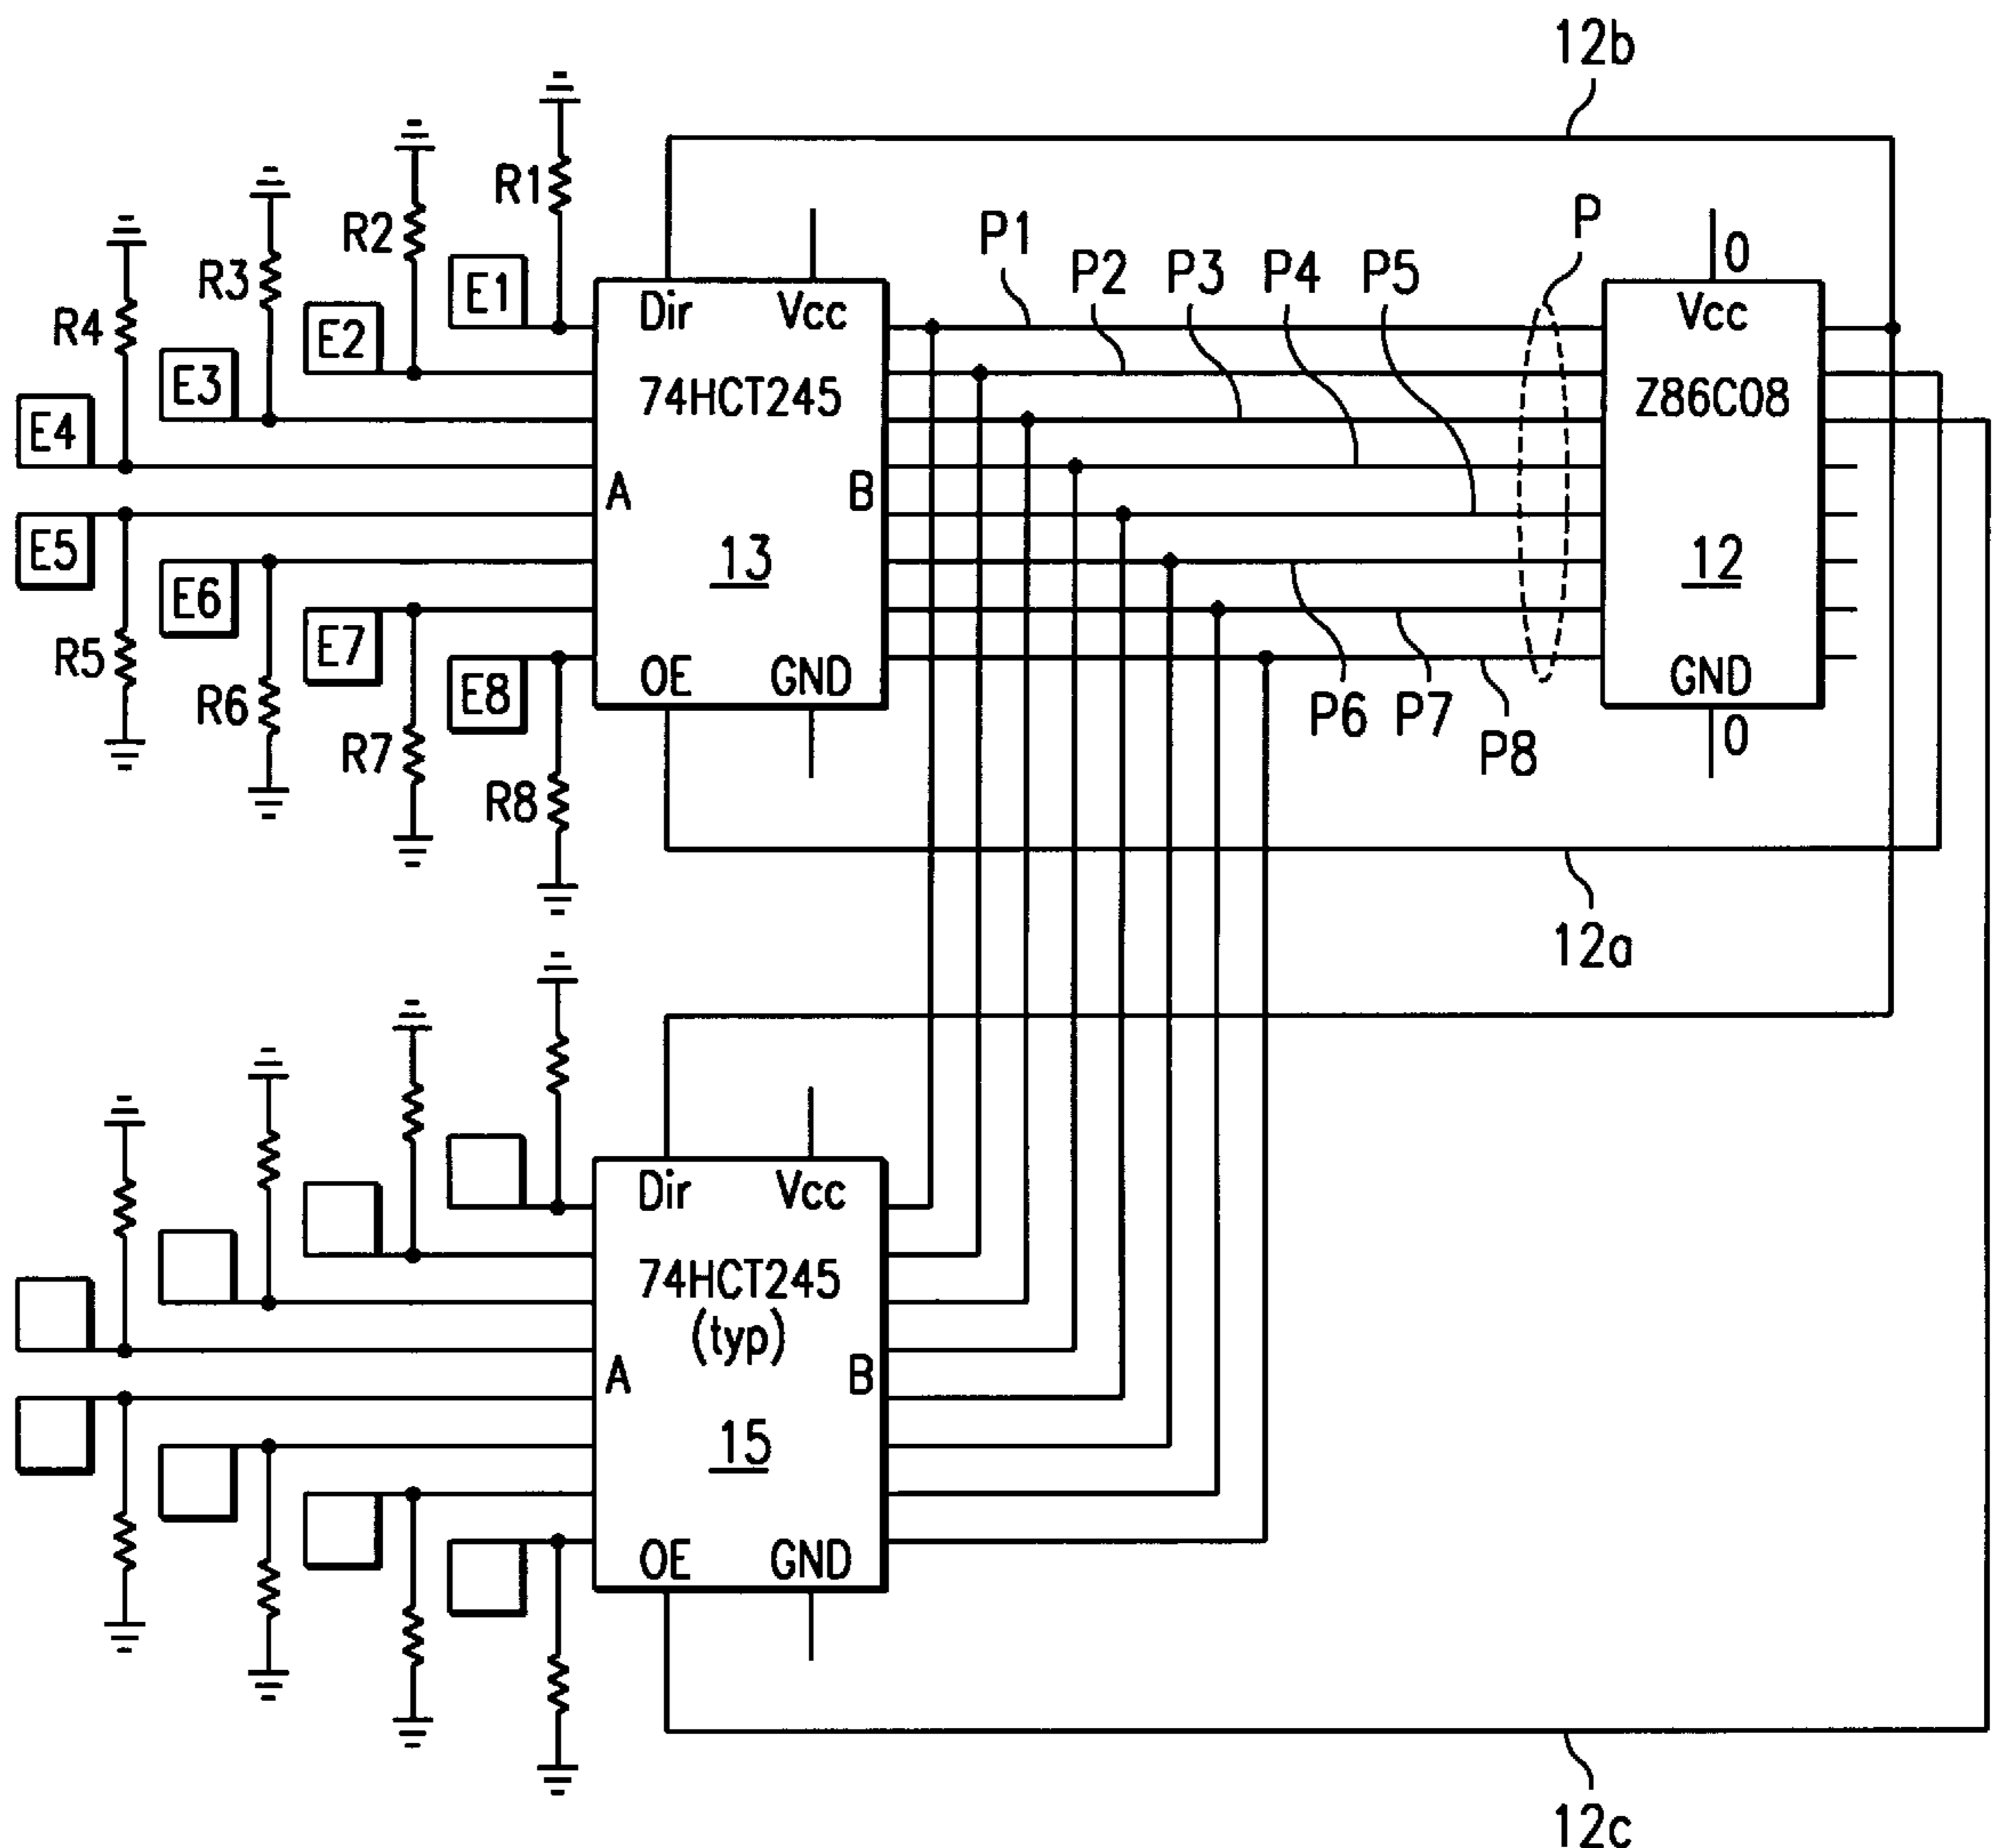 12b
R1
P
R2
P1
0
R3
E1
P2 P3 P4 P5
R4
E2
Dir Vcc
Vcc
E3
74HCT245
Z86C08
E4
A
B
E5
13
12
E6
R5
E7
OE GND
GND
R6
E8
P6 P7
0
R7
P8
R8
12a
Dir Vcc
74HCT245
(typ)
A
B
15
OE GND
12c